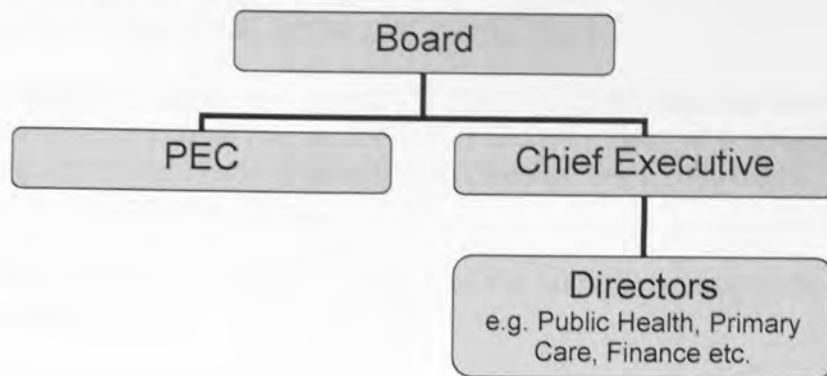 Board
PEC
Chief Executive
Directors
e.g. Public Health, Primary
Care, Finance etc.